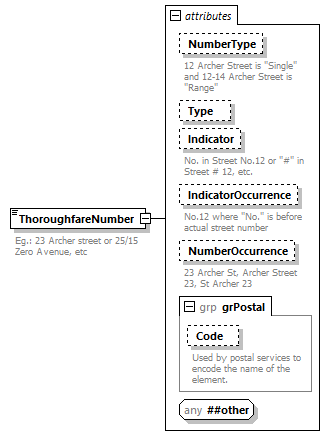 attributes
NumberType
12 Archer Street is "Single"
and 12-14 Archer Street is
"Range"
Type
Indicator
No. in Street No.12 or "#" in
Street # 12, etc.
ThoroughfareNumber
Eg.: 23 Archer street or 25/15
Zero Avenue, etc
IndicatorOccurrence
No.12 where "No." is before
actual street number
NumberOccurrence
23 Archer St, Archer Street
23, St Archer 23
grp grPostal
Code
Used by postal services to
encode the name of the
element.
any ##other